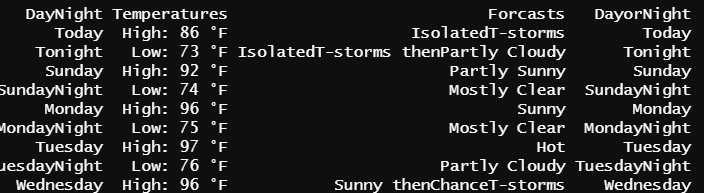 DayNight Temperatures Forcasts DayorNight
Today High: 86 °F IsolatedT-storms Today
Tonight Low: 73 °F IsolatedT-storms thenPartly Cloudy Tonight
Sunday High: 92 °F Partly Sunny Sunday
SundayNight Low: 74 °F Mostly Clear SundayNight
Monday High: 96 °F Sunny Monday
MondayNight Low: 75 °F Mostly Clear MondayNight
Tuesday High: 97 °F Hot Tuesday
uesdayNight Low: 76 °F Partly Cloudy TuesdayNight
Wednesday High: 96 °F Sunny thenChanceT-storms Wednesday